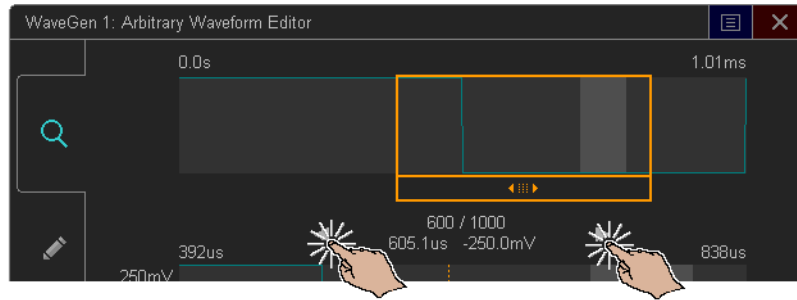 WaveGen 1: Arbitrary Waveform Editor
0.0s 1.01ms
600 / 1000
392us 605.1us -250.0mV 838us
250mV